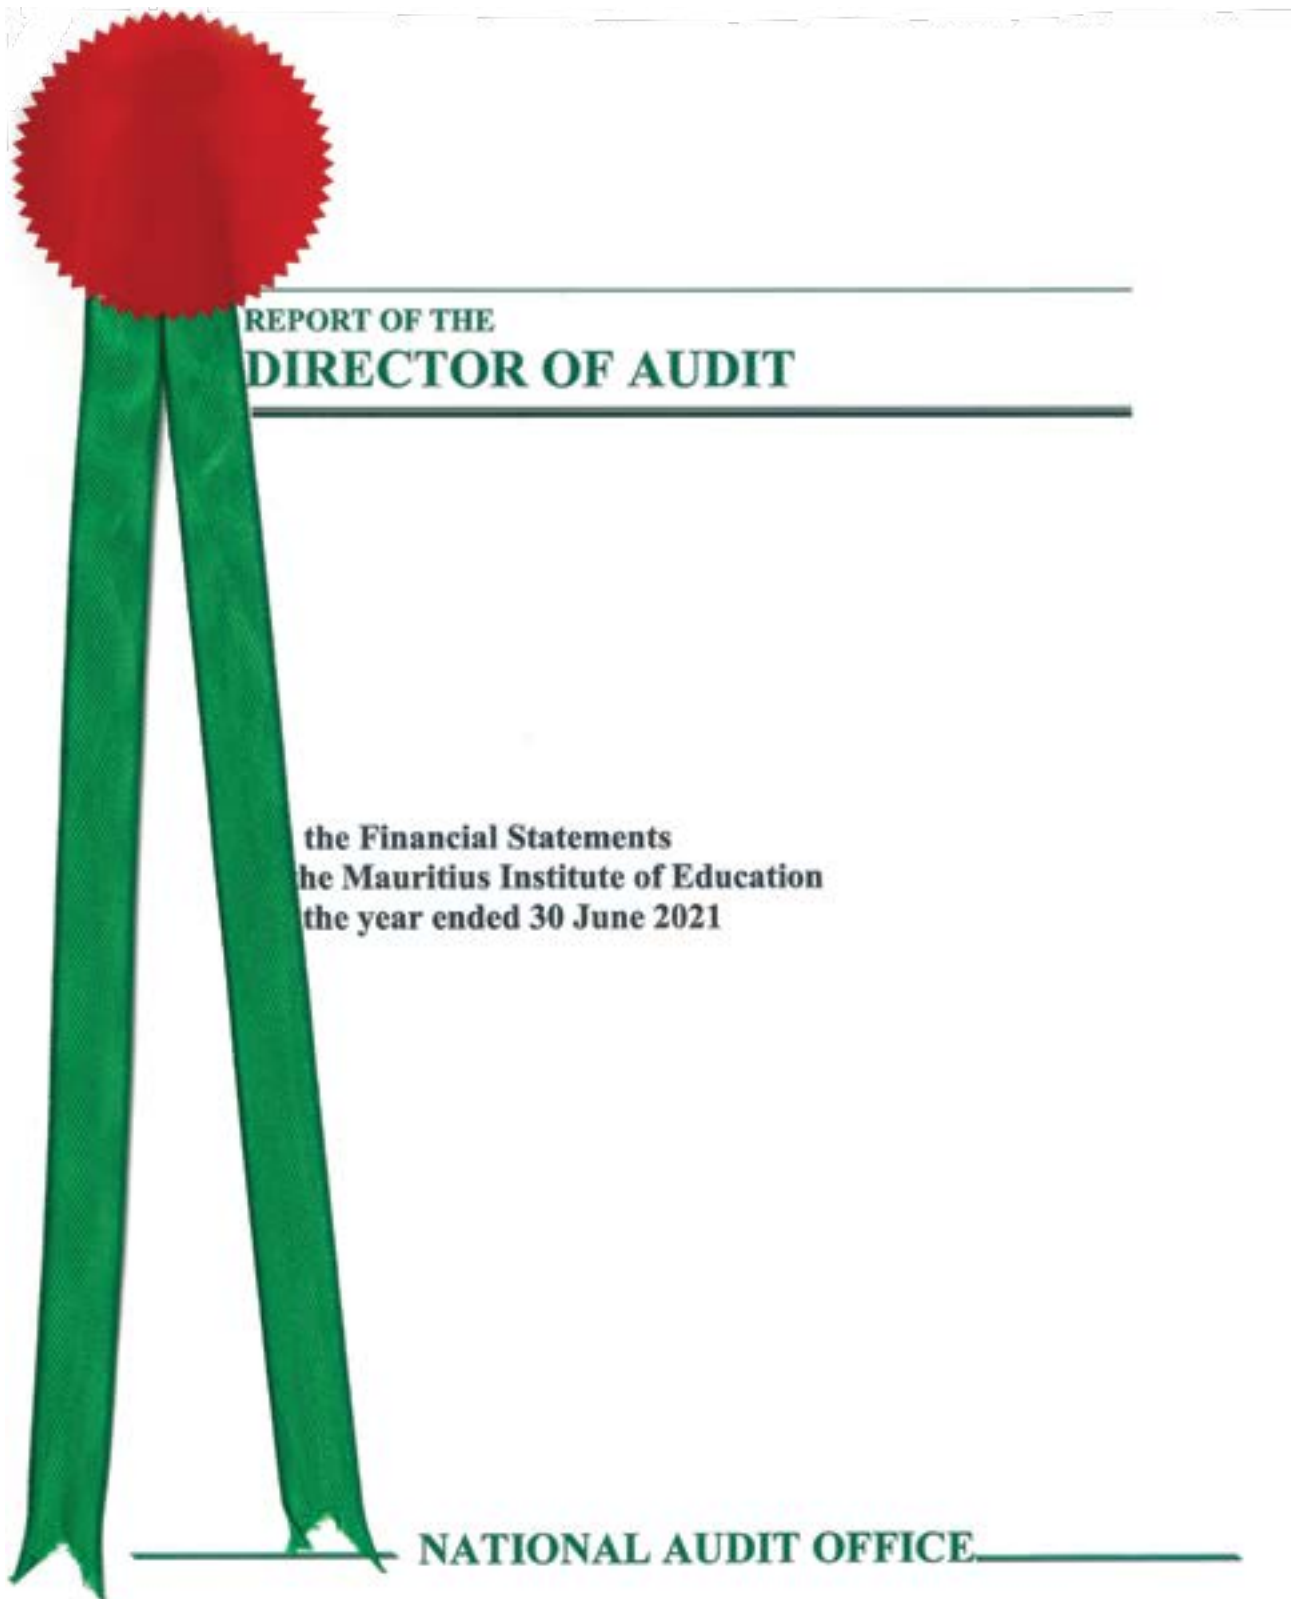 REPORT OF THE
DIRECTOR OF AUDIT
the Financial Statements
the Mauritius Institute of Education
the year ended 30 June 2021
NATIONAL AUDIT OFFICE